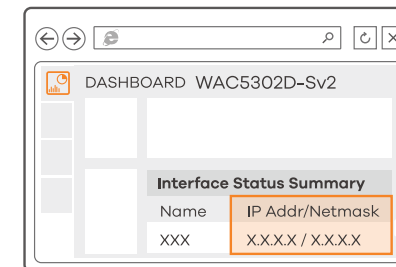 DASHBOARD WAC5302D-Sv2
Interface Status Summary
Name IP Addr/Netmask
XXX X.X.X.X / X.X.X.X